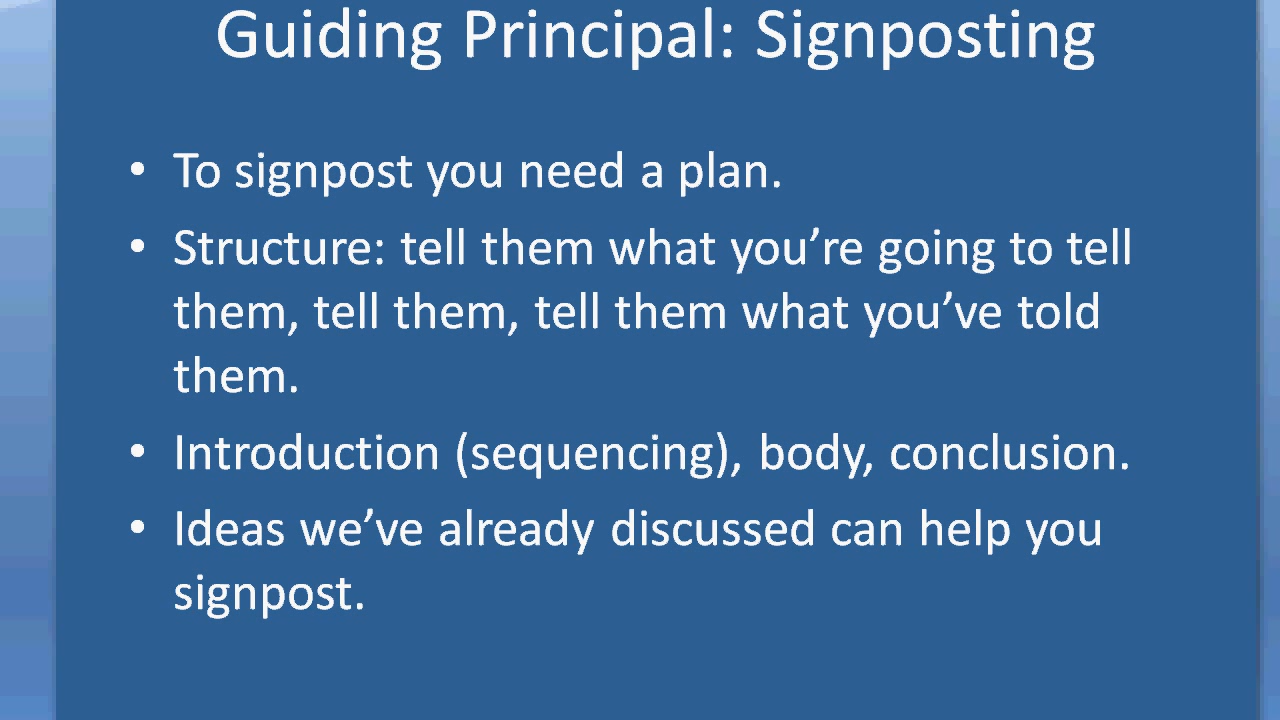 Guiding Principal: Signposting
• To signpost you need a plan.
• Structure: tell them what you’re going to tell
them, tell them, tell them what you’ve told
them.
• Introduction (sequencing), body, conclusion.
• Ideas we’ve already discussed can help you
signpost.